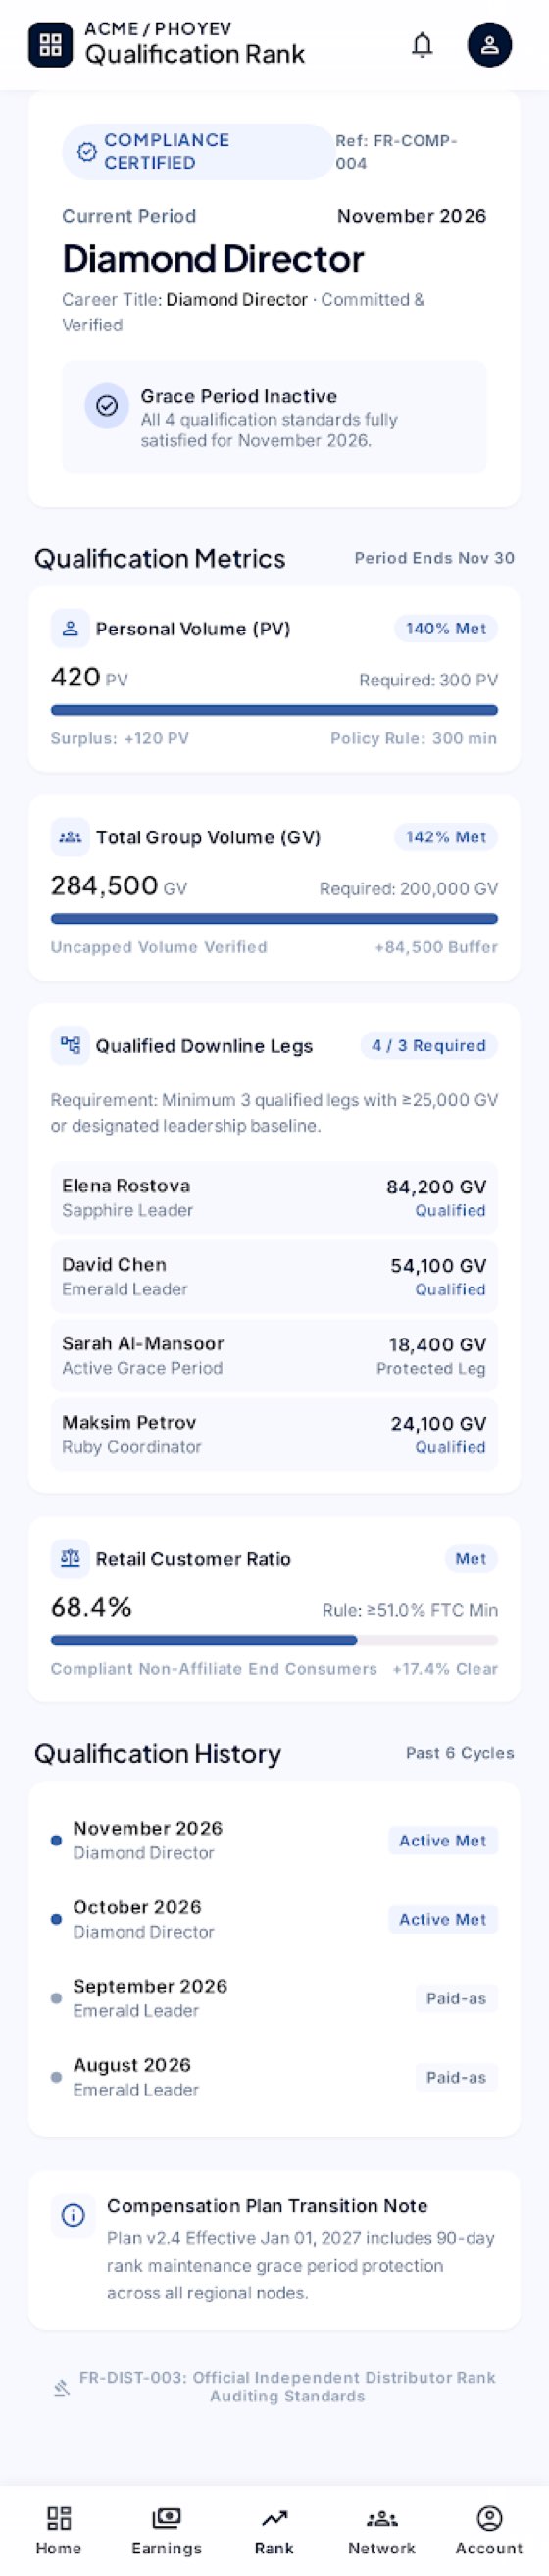 ACME / PHOYEV
Qualification Rank
COMPLIANCE
CERTIFIED
Ref: FR-COMP-
004
Current Period
November 2026
Diamond Director
Career Title: Diamond Director · Committed &
Verified
Grace Period Inactive
All 4 qualification standards fully
satisfied for November 2026.
Qualification Metrics
Period Ends Nov 30
Personal Volume (PV)
140% Met
420 PV
Required: 300 PV
Surplus: +120 PV
Policy Rule: 300 min
Total Group Volume (GV)
142% Met
284,500 GV
Required: 200,000 GV
Uncapped Volume Verified
+84,500 Buffer
Qualified Downline Legs
4 / 3 Required
Requirement: Minimum 3 qualified legs with ≥25,000 GV
or designated leadership baseline.
Elena Rostova
84,200 GV
Sapphire Leader
Qualified
David Chen
54,100 GV
Emerald Leader
Qualified
Sarah Al-Mansoor
18,400 GV
Active Grace Period
Protected Leg
Maksim Petrov
24,100 GV
Ruby Coordinator
Qualified
Retail Customer Ratio
Met
68.4%
Rule: ≥51.0% FTC Min
Compliant Non-Affiliate End Consumers
+17.4% Clear
Qualification History
Past 6 Cycles
November 2026
Diamond Director
Active Met
October 2026
Diamond Director
Active Met
September 2026
Emerald Leader
Paid-as
August 2026
Emerald Leader
Paid-as
Compensation Plan Transition Note
Plan v2.4 Effective Jan 01, 2027 includes 90-day
rank maintenance grace period protection
across all regional nodes.
FR-DIST-003: Official Independent Distributor Rank
Auditing Standards
Home
Earnings
Rank
Network
Account